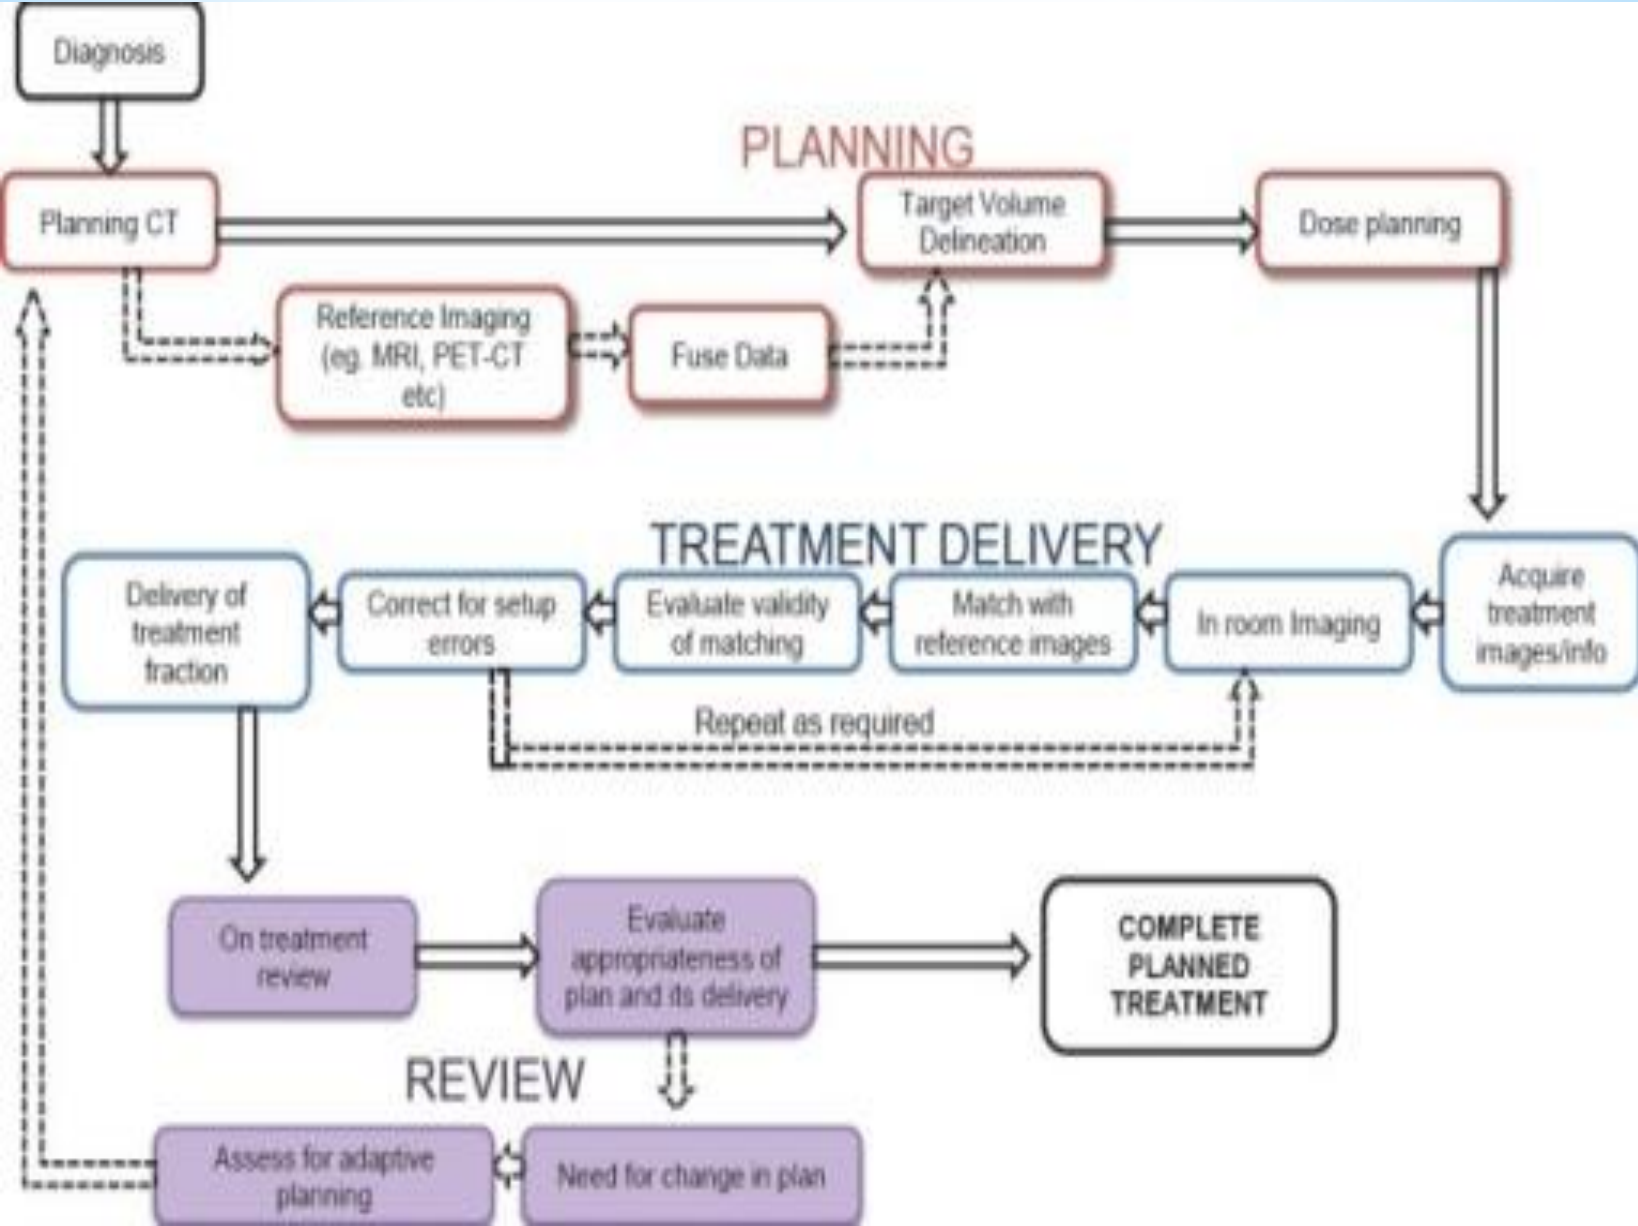 Diagnosis
PLANNING
Planning CT
Target Volume
Delineation
Dose planning
Reference Imaging
(eg. MRI, PET-CT
etc)
Fuse Data
TREATMENT DELIVERY
Delivery of
treatment
fraction
Correct for setup
errors
Evaluate validity
of matching
Match with
reference images
In room Imaging
Acquire
treatment
images/info
Repeat as required
On treatment
review
Evaluate
appropriateness of
plan and its delivery
COMPLETE
PLANNED
TREATMENT
REVIEW
Assess for adaptive
planning
Need for change in plan